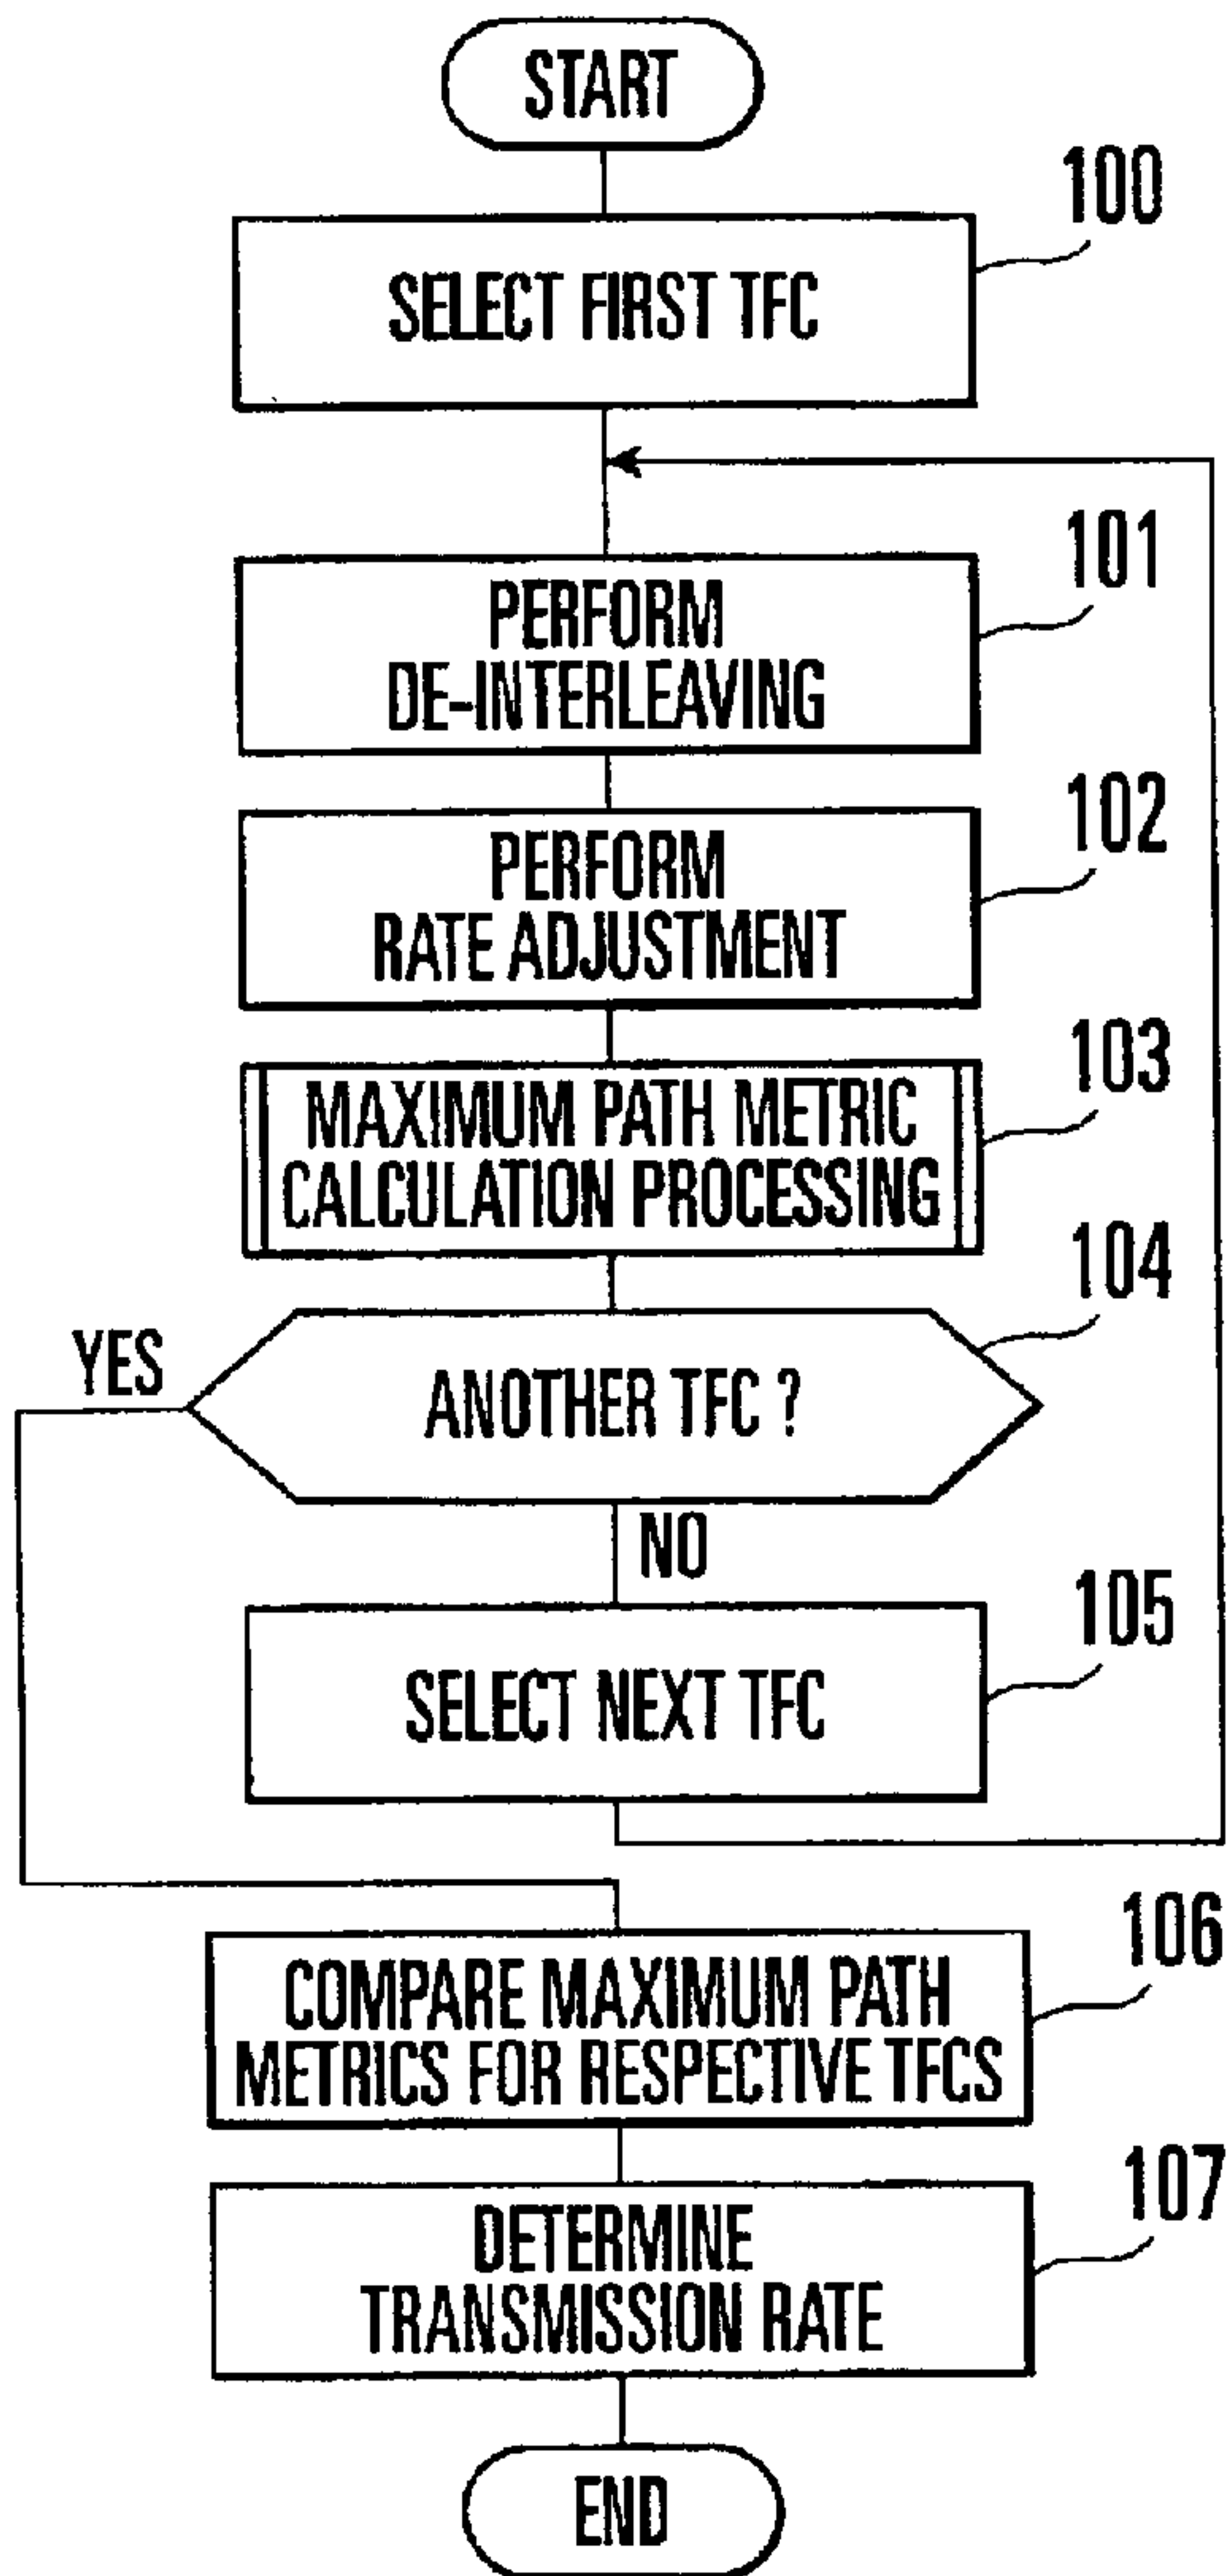 START
100
SELECT FIRST TFC
101
PERFORM
DE-INTERLEAVING
102
PERFORM
RATE ADJUSTMENT
103
MAXIMUM PATH METRIC
CALCULATION PROCESSING
104
YES
ANOTHER TFC ?
NO
105
SELECT NEXT TFC
106
COMPARE MAXIMUM PATH
METRICS FOR RESPECTIVE TFCS
107
DETERMINE
TRANSMISSION RATE
END